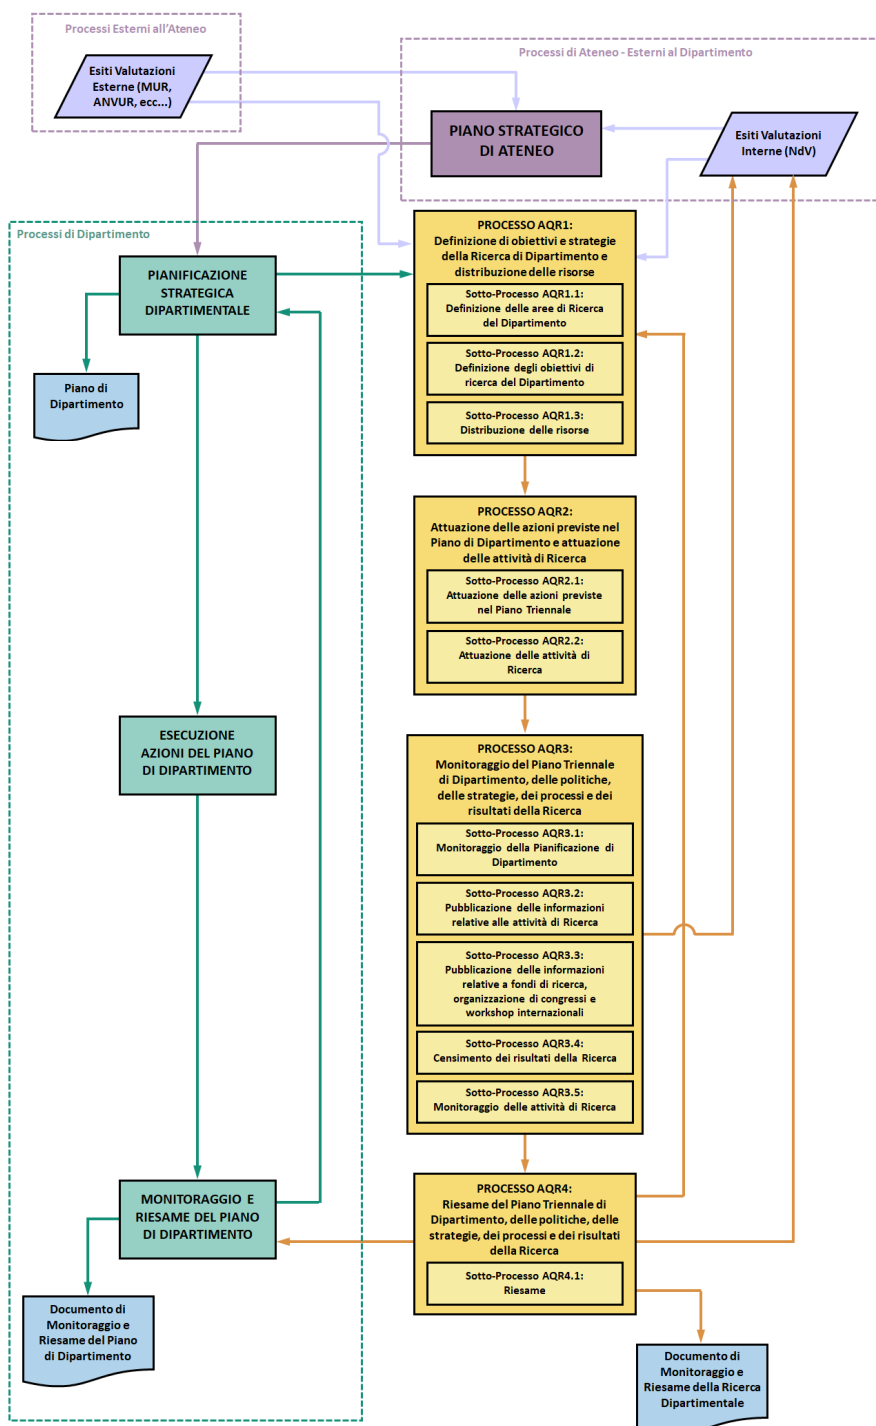 Processi Esterni all'Ateneo
Esiti Valutazioni
Esterne (MUR,
ANVUR, ecc...)
Processi di Ateneo - Esterni al Dipartimento
PIANO STRATEGICO
DI ATENEO
Esiti Valutazioni
Interne (NdV)
Processi di Dipartimento
PIANIFICAZIONE
STRATEGICA
DIPARTIMENTALE
Piano di
Dipartimento
ESECUZIONE
AZIONI DEL PIANO
DI DIPARTIMENTO
MONITORAGGIO E
RIESAME DEL PIANO
DI DIPARTIMENTO
Documento di
Monitoraggio e
Riesame del Piano
di Dipartimento
PROCESSO AQR1:
Definizione di obiettivi e strategie
della Ricerca di Dipartimento e
distribuzione delle risorse
Sotto-Processo AQR1.1:
Definizione delle aree di Ricerca
del Dipartimento
Sotto-Processo AQR1.2:
Definizione degli obiettivi di
ricerca del Dipartimento
Sotto-Processo AQR1.3:
Distribuzione delle risorse
PROCESSO AQR2:
Attuazione delle azioni previste nel
Piano di Dipartimento e attuazione
delle attività di Ricerca
Sotto-Processo AQR2.1:
Attuazione delle azioni previste
nel Piano Triennale
Sotto-Processo AQR2.2:
Attuazione delle attività di
Ricerca
PROCESSO AQR3:
Monitoraggio del Piano Triennale
di Dipartimento, delle politiche,
delle strategie, dei processi e dei
risultati della Ricerca
Sotto-Processo AQR3.1:
Monitoraggio della Pianificazione di
Dipartimento
Sotto-Processo AQR3.2:
Pubblicazione delle informazioni
relative alle attività di Ricerca
Sotto-Processo AQR3.3:
Pubblicazione delle informazioni
relative a fondi di ricerca,
organizzazione di congressi e
workshop internazionali
Sotto-Processo AQR3.4:
Censimento dei risultati della Ricerca
Sotto-Processo AQR3.5:
Monitoraggio delle attività di Ricerca
PROCESSO AQR4:
Riesame del Piano Triennale di
Dipartimento, delle politiche, delle
strategie, dei processi e dei risultati
della Ricerca
Sotto-Processo AQR4.1:
Riesame
Documento di
Monitoraggio e
Riesame della Ricerca
Dipartimentale